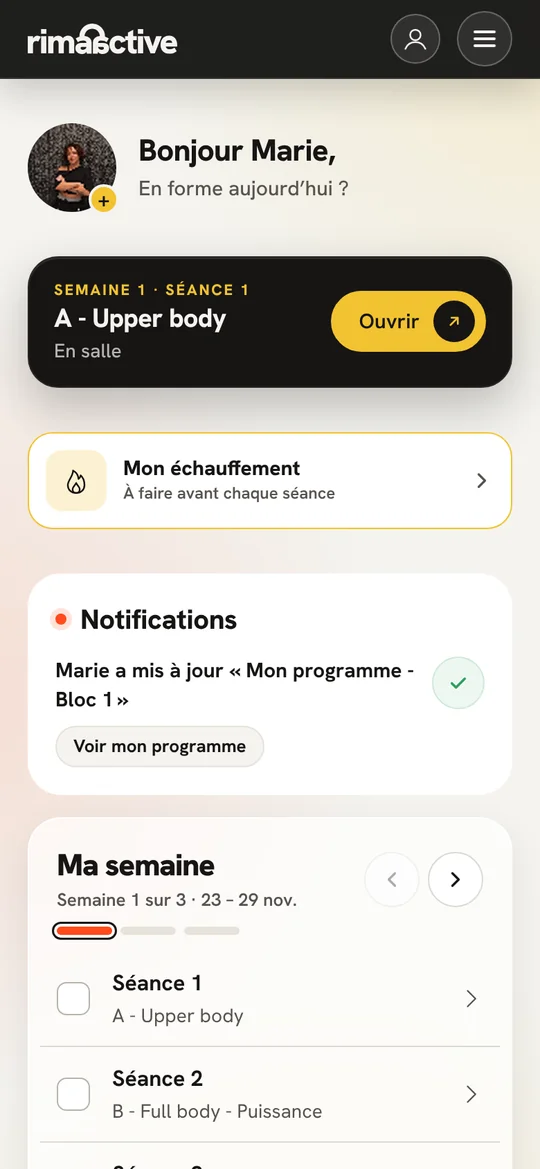 rimaactive
Bonjour Marie,
En forme aujourd’hui ?
SEMAINE 1 · SÉANCE 1
A - Upper body
En salle
Ouvrir
Mon échauffement
À faire avant chaque séance
Notifications
Marie a mis à jour « Mon programme -
Bloc 1 »
Voir mon programme
Ma semaine
Semaine 1 sur 3 · 23 – 29 nov.
Séance 1
A - Upper body
Séance 2
B - Full body - Puissance